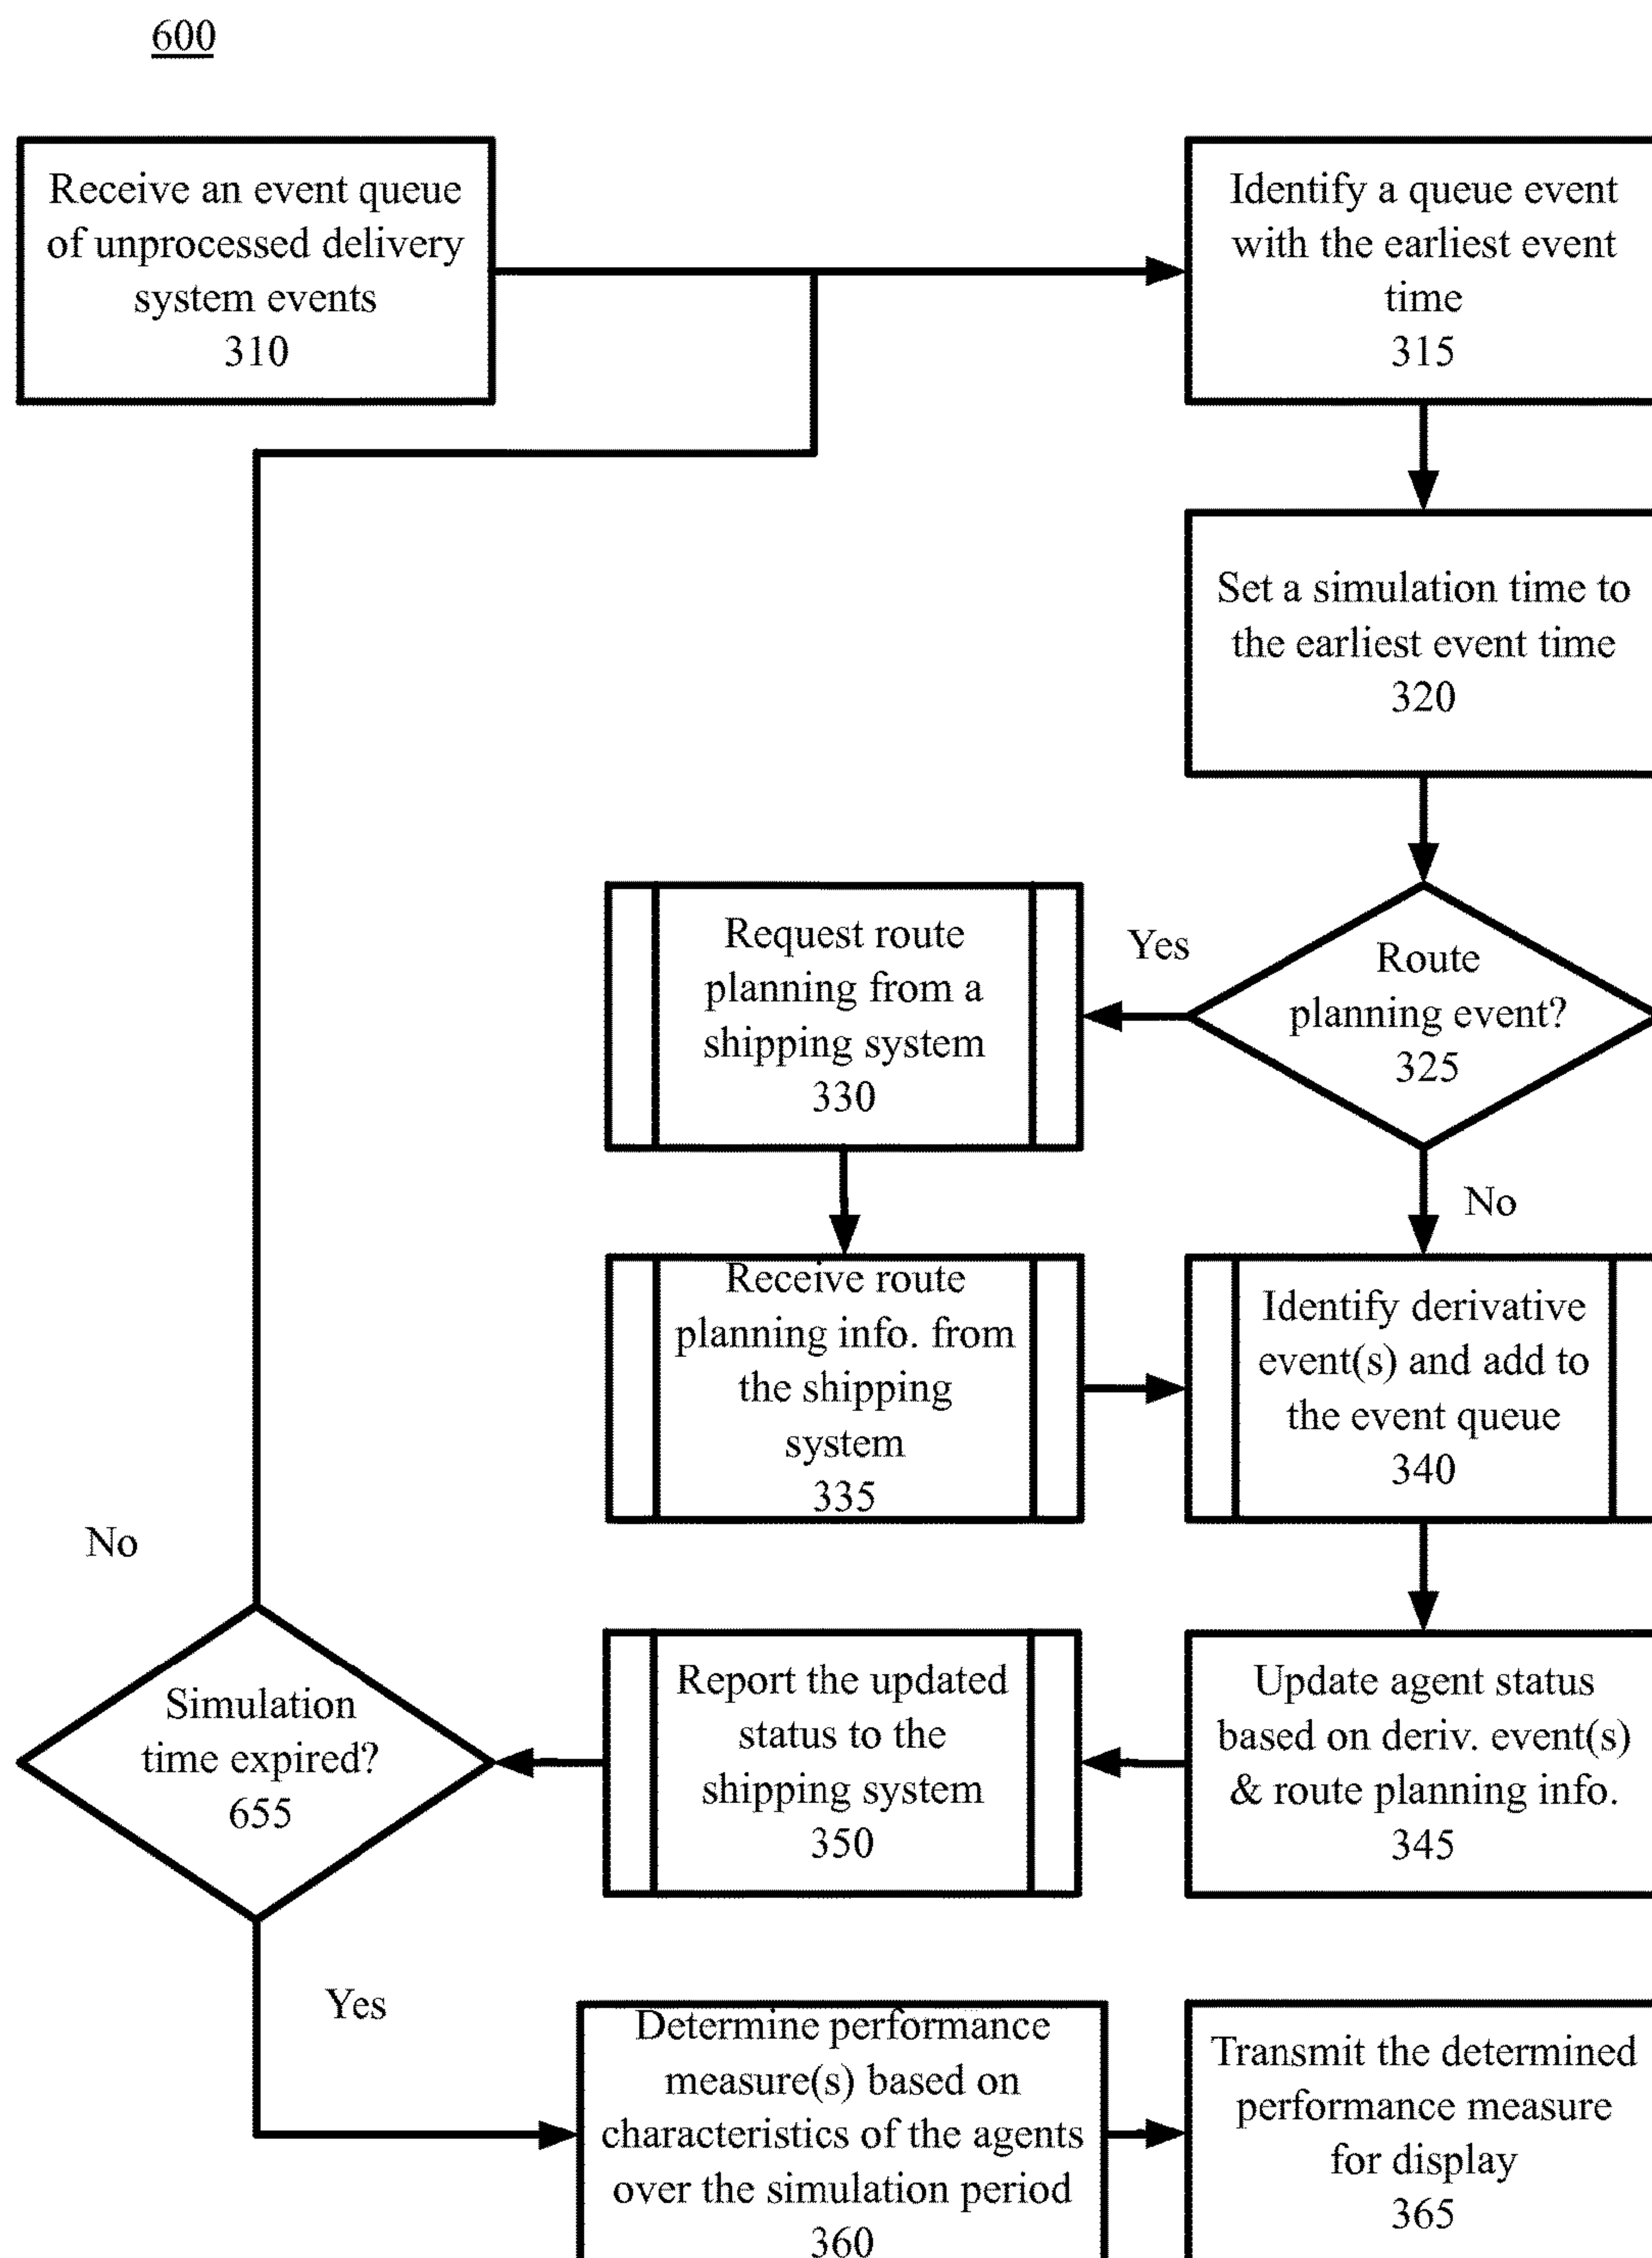 600
Receive an event queue
of unprocessed delivery
system events
310
Identify a queue event
with the earliest event
time
315
Set a simulation time to
the earliest event time
320
Route
planning event?
325
Yes
No
Request route
planning from a
shipping system
330
Receive route
planning info. from
the shipping
system
335
Identify derivative
event(s) and add to
the event queue
340
Update agent status
based on deriv. event(s)
& route planning info.
345
Report the updated
status to the
shipping system
350
Simulation
time expired?
655
No
Yes
Determine performance
measure(s) based on
characteristics of the agents
over the simulation period
360
Transmit the determined
performance measure
for display
365